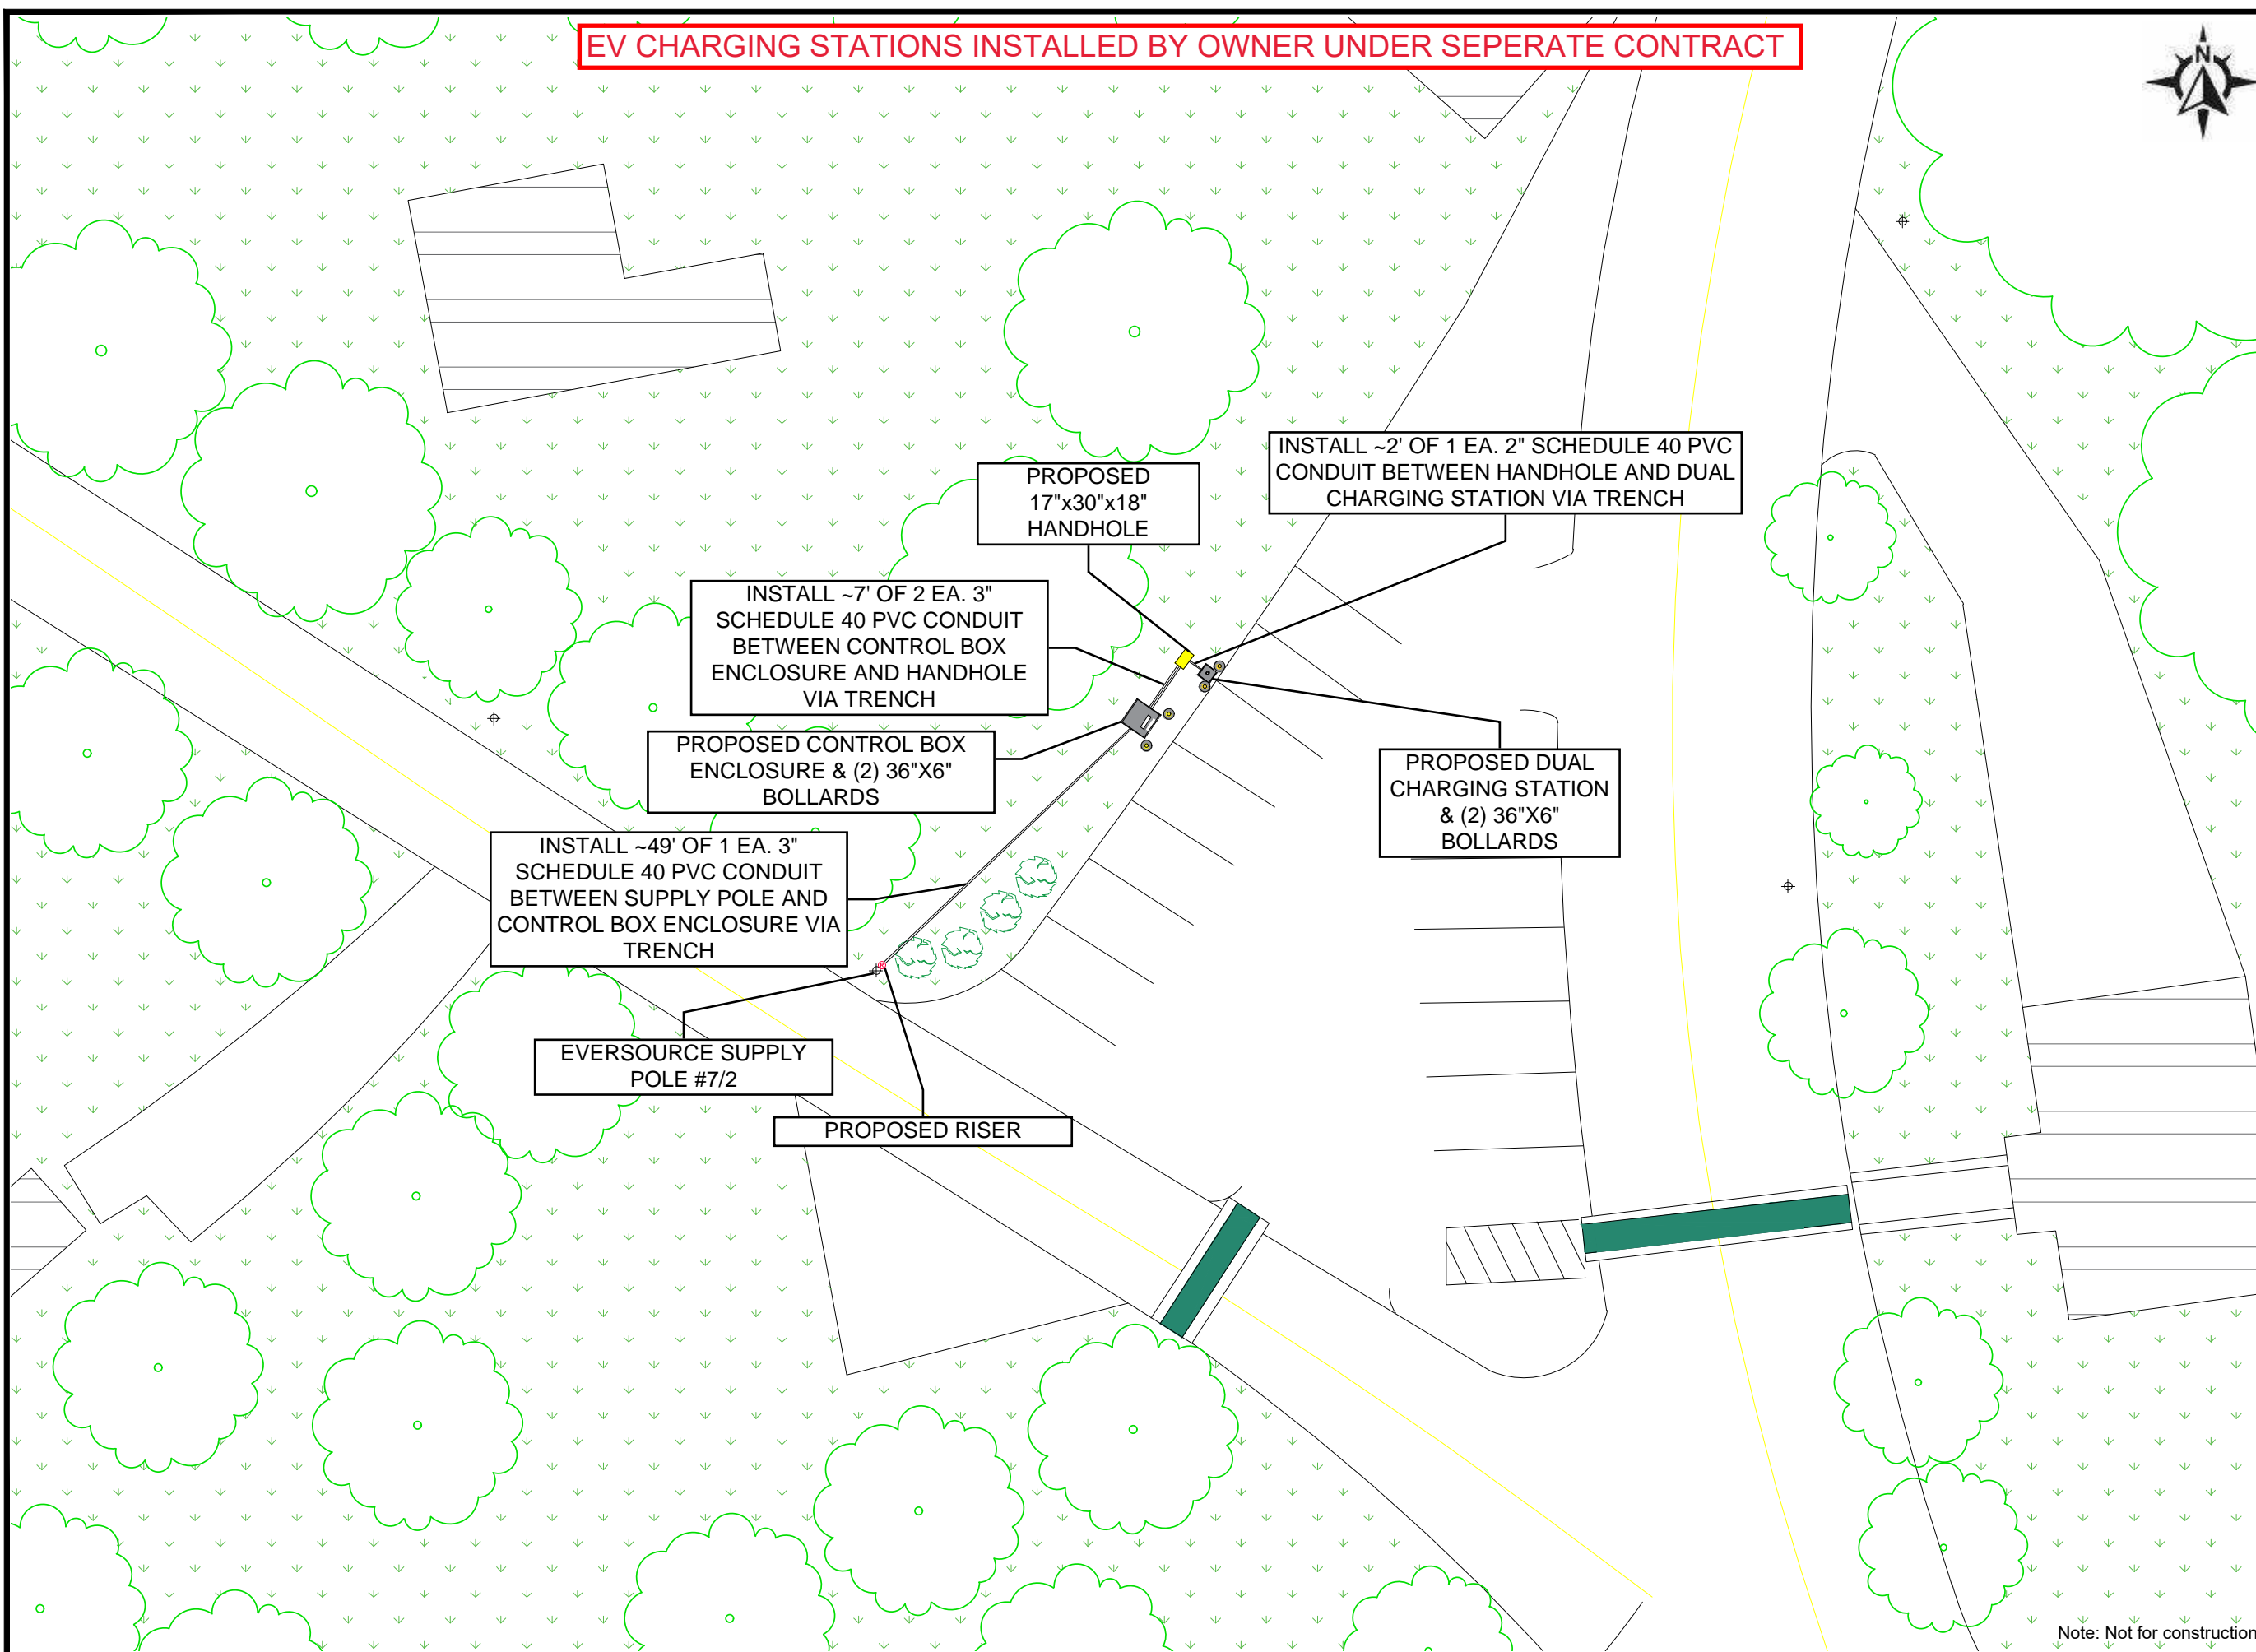 EV CHARGING STATIONS INSTALLED BY OWNER UNDER SEPERATE CONTRACT
N
INSTALL ~2' OF 1 EA. 2" SCHEDULE 40 PVC
CONDUIT BETWEEN HANDHOLE AND DUAL
CHARGING STATION VIA TRENCH
PROPOSED
17"x30"x18"
HANDHOLE
INSTALL ~7' OF 2 EA. 3"
SCHEDULE 40 PVC CONDUIT
BETWEEN CONTROL BOX
ENCLOSURE AND HANDHOLE
VIA TRENCH
PROPOSED CONTROL BOX
ENCLOSURE & (2) 36"X6"
BOLLARDS
PROPOSED DUAL
CHARGING STATION
& (2) 36"X6"
BOLLARDS
INSTALL ~49' OF 1 EA. 3"
SCHEDULE 40 PVC CONDUIT
BETWEEN SUPPLY POLE AND
CONTROL BOX ENCLOSURE VIA
TRENCH
EVERSOURCE SUPPLY
POLE #7/2
PROPOSED RISER
Note: Not for construction